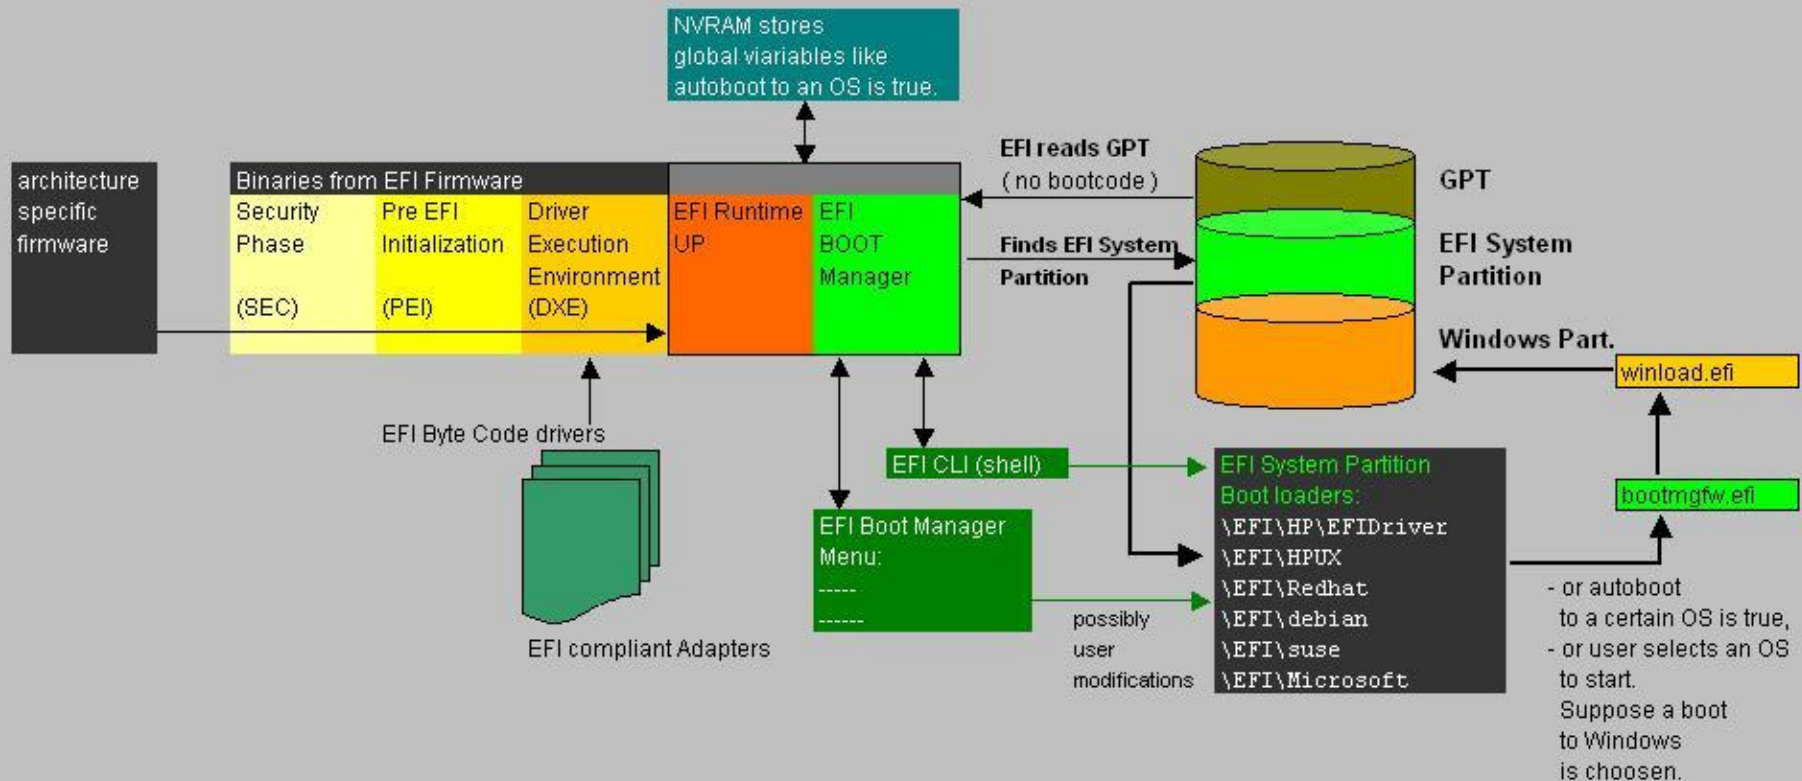 NVRAM stores
global viariables like
autoboot to an OS is true.
architecture
specific
firmware
Binaries from EFI Firmware
Security
Phase
(SEC)
Pre EFI
Initialization
(PEI)
Driver
Execution
Environment
(DXE)
EFI Runtime
UP
EFI
BOOT
Manager
EFI reads GPT
( no bootcode )
Finds EFI System
Partition
GPT
EFI System
Partition
Windows Part.
winload.efi
bootmgfw.efi
EFI Byte Code drivers
EFI compliant Adapters
EFI CLI (shell)
EFI Boot Manager
Menu:
-----
------
possibly
user
modifications
EFI System Partition
Boot loaders:
\EFI\HP\EFIDriver
\EFI\HPUX
\EFI\Redhat
\EFI\debian
\EFI\suse
\EFI\Microsoft
- or autoboot
to a certain OS is true,
- or user selects an OS
to start.
Suppose a boot
to Windows
is choosen.